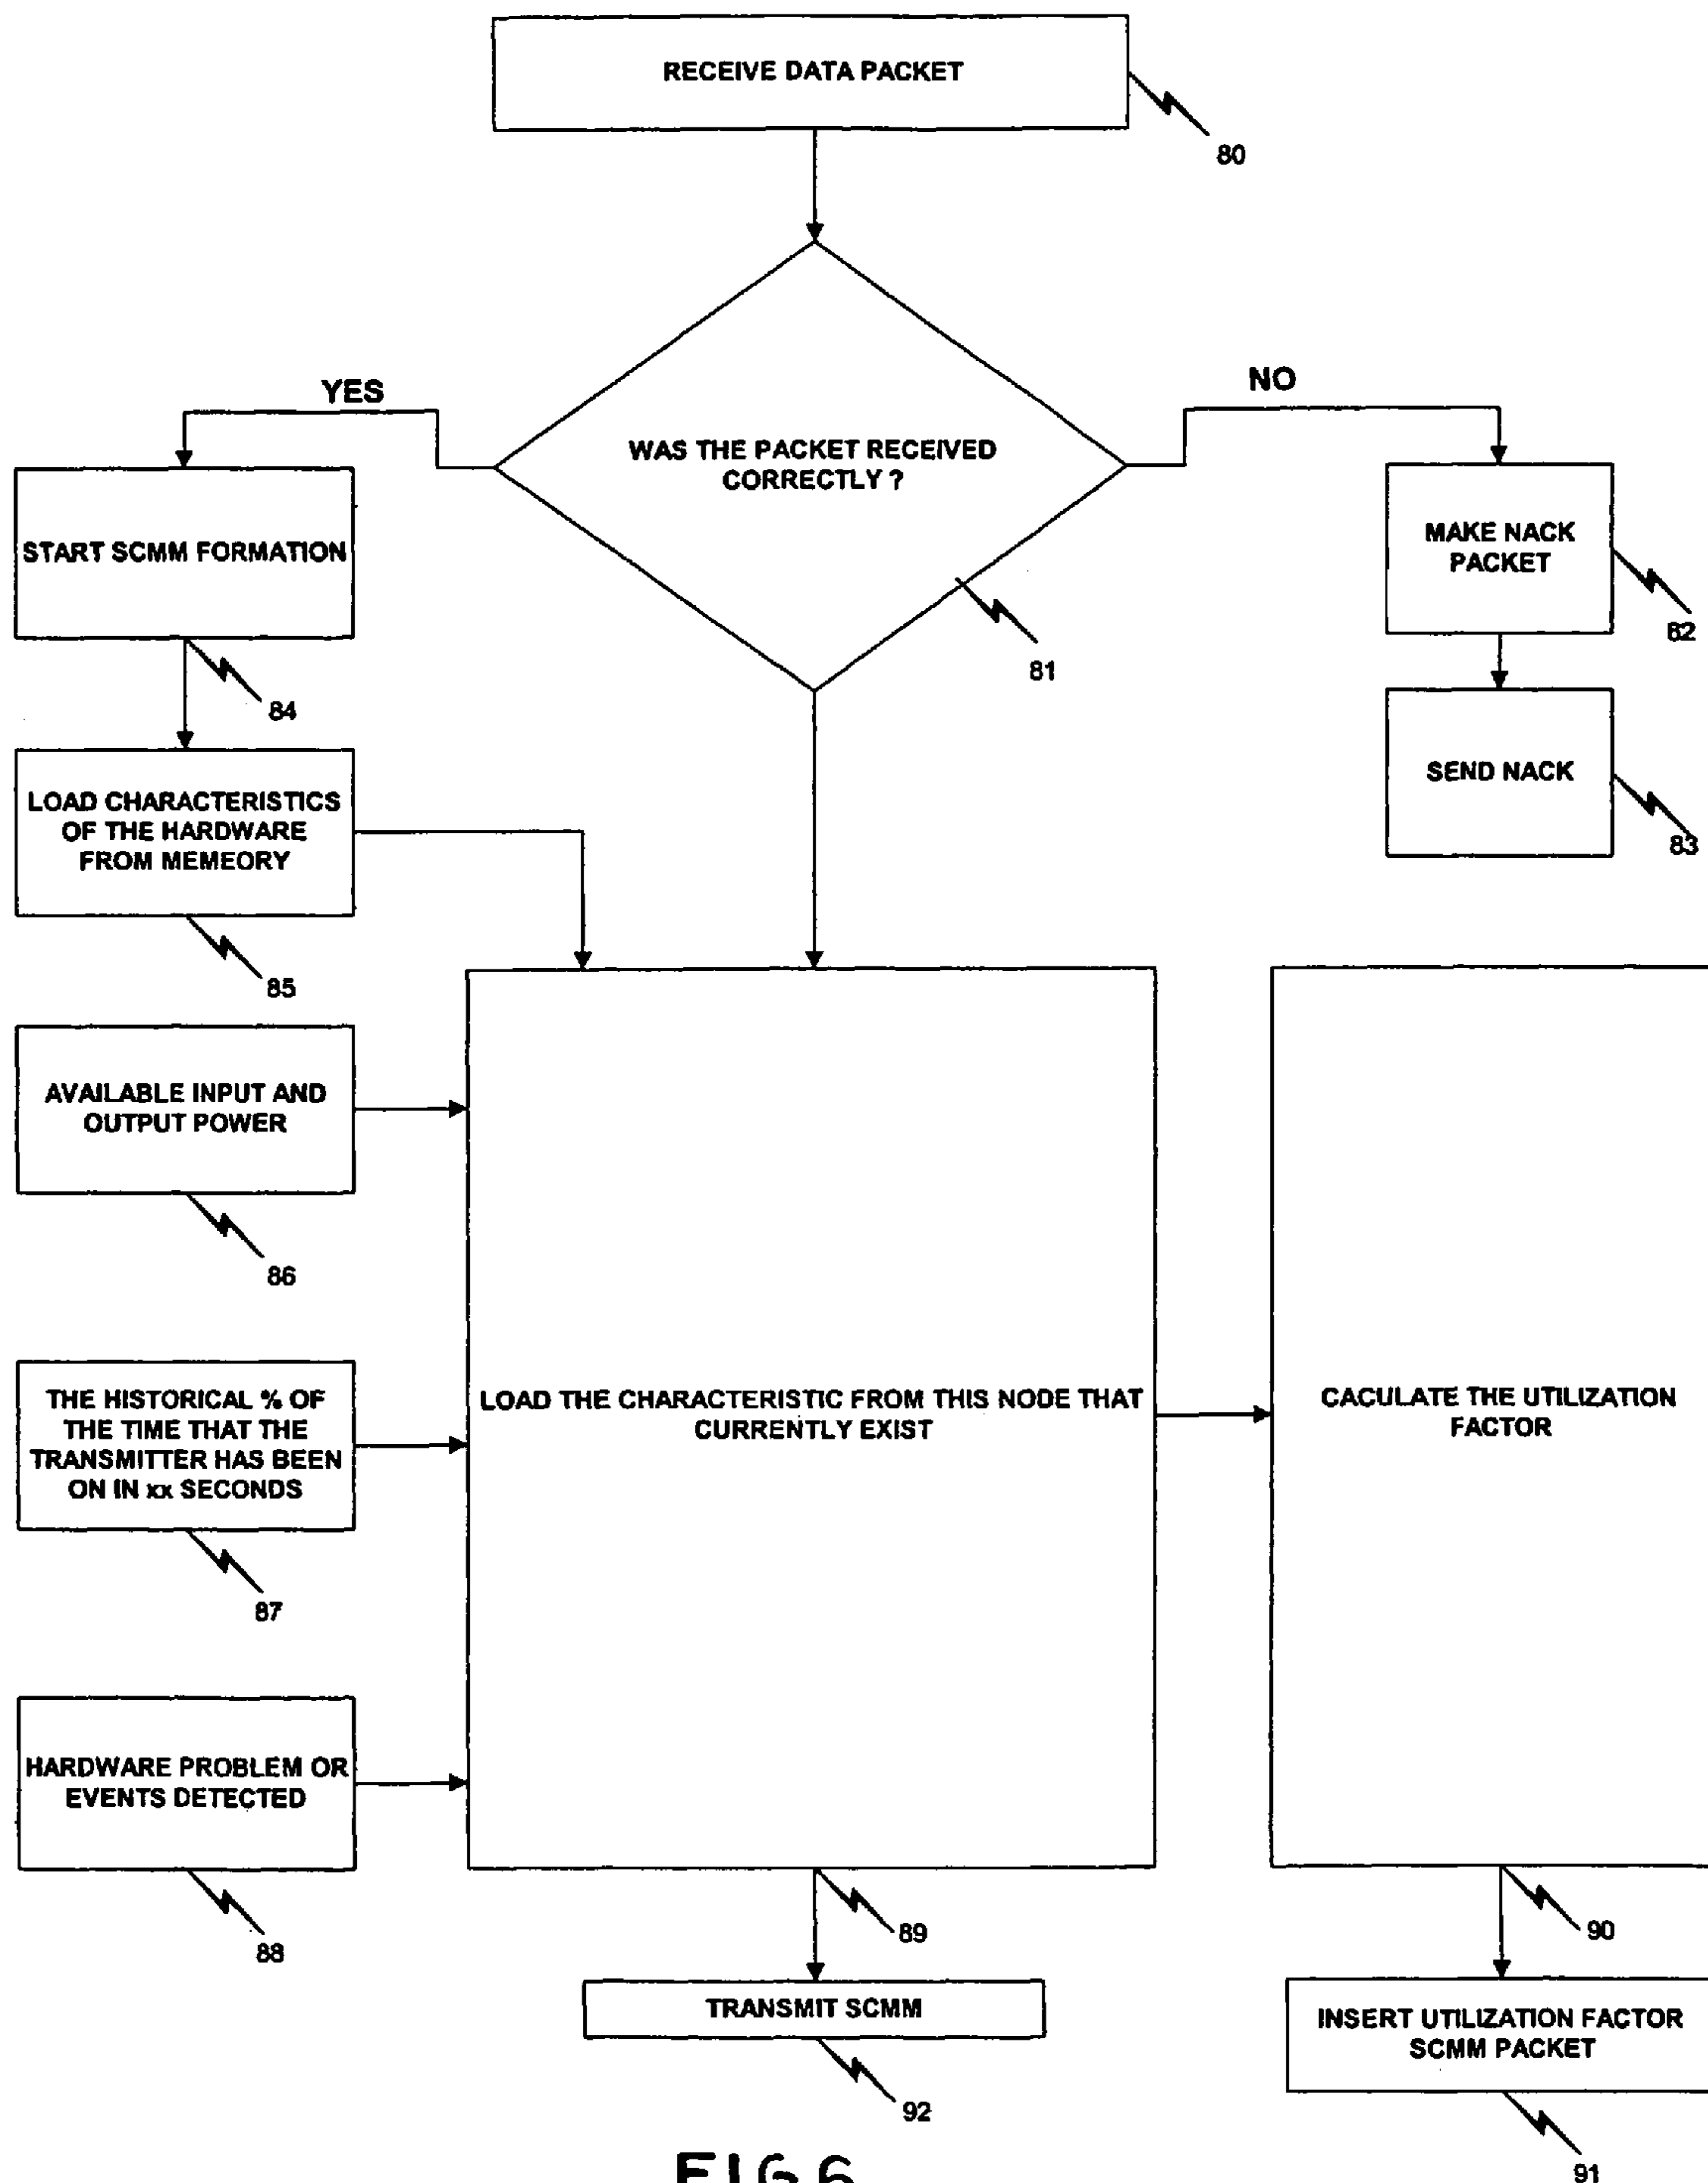 RECEIVE DATA PACKET
80
YES
NO
WAS THE PACKET RECEIVED
CORRECTLY ?
81
START SCMM FORMATION
84
MAKE NACK
PACKET
82
SEND NACK
83
LOAD CHARACTERISTICS
OF THE HARDWARE
FROM MEMEORY
85
AVAILABLE INPUT AND
OUTPUT POWER
86
THE HISTORICAL % OF
THE TIME THAT THE
TRANSMITTER HAS BEEN
ON IN xx SECONDS
87
HARDWARE PROBLEM OR
EVENTS DETECTED
88
LOAD THE CHARACTERISTIC FROM THIS NODE THAT
CURRENTLY EXIST
89
CACULATE THE UTILIZATION
FACTOR
90
TRANSMIT SCMM
92
INSERT UTILIZATION FACTOR
SCMM PACKET
91
FIG 6